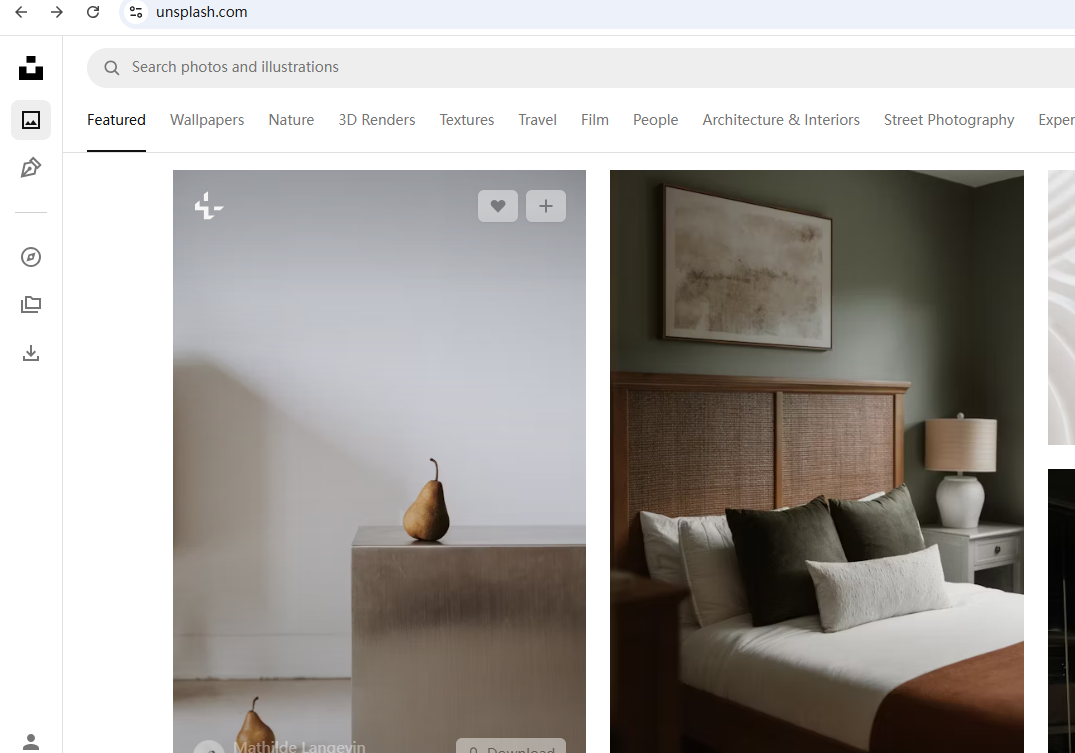 unsplash.com
Search photos and illustrations
Featured Wallpapers Nature 3D Renders Textures Travel Film People Architecture & Interiors Street Photography Exper
Mathilde Langevin
Download